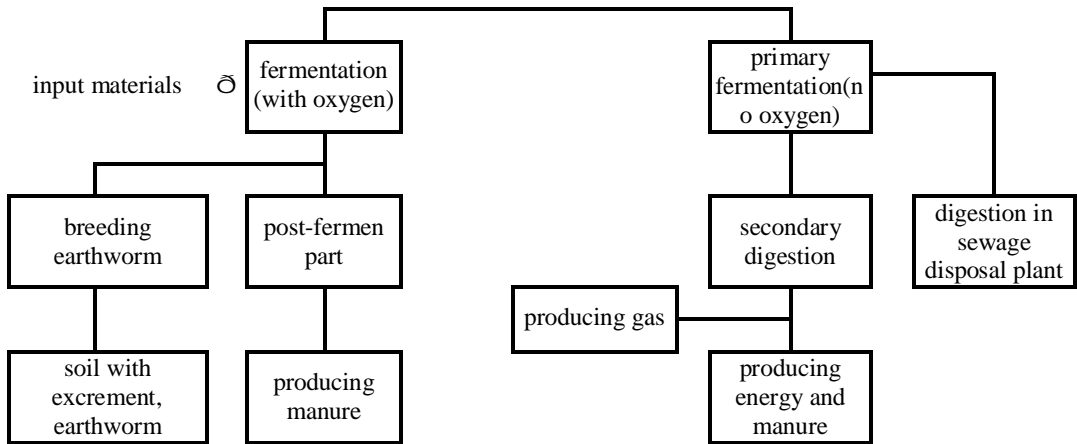 input materials ð
fermentation
(with oxygen)
primary
fermentation(n
o oxygen)
breeding
earthworm
post-fermen
part
secondary
digestion
digestion in
sewage
disposal plant
producing gas
soil with
excrement,
earthworm
producing
manure
producing
energy and
manure